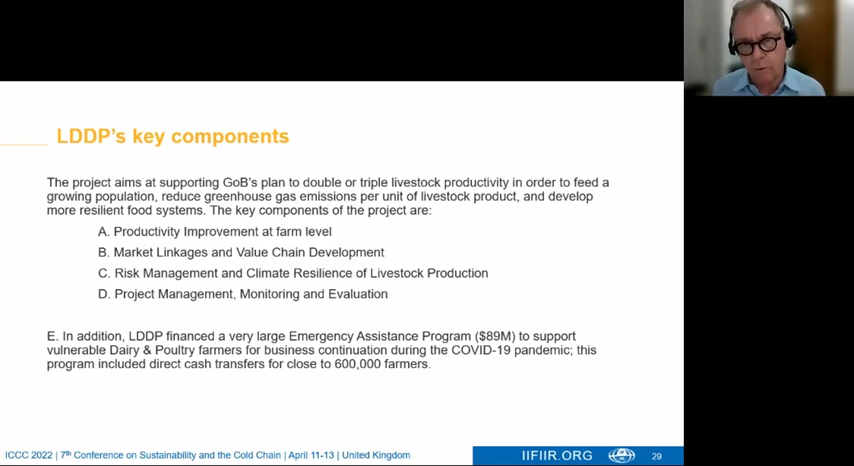 LDDP's key components
The project aims at supporting GoB's plan to double or triple livestock productivity in order to feed a
growing population, reduce greenhouse gas emissions per unit of livestock product, and develop
more resilient food systems. The key components of the project are:
A. Productivity Improvement at farm level
B. Market Linkages and Value Chain Development
C. Risk Management and Climate Resilience of Livestock Production
D. Project Management, Monitoring and Evaluation
E. In addition, LDDP financed a very large Emergency Assistance Program ($89M) to support
vulnerable Dairy & Poultry farmers for business continuation during the COVID-19 pandemic; this
program included direct cash transfers for close to 600,000 farmers.
ICCC 2022 | 7th Conference on Sustainability and the Cold Chain | April 11-13 | United Kingdom
IIFIIR.ORG
29